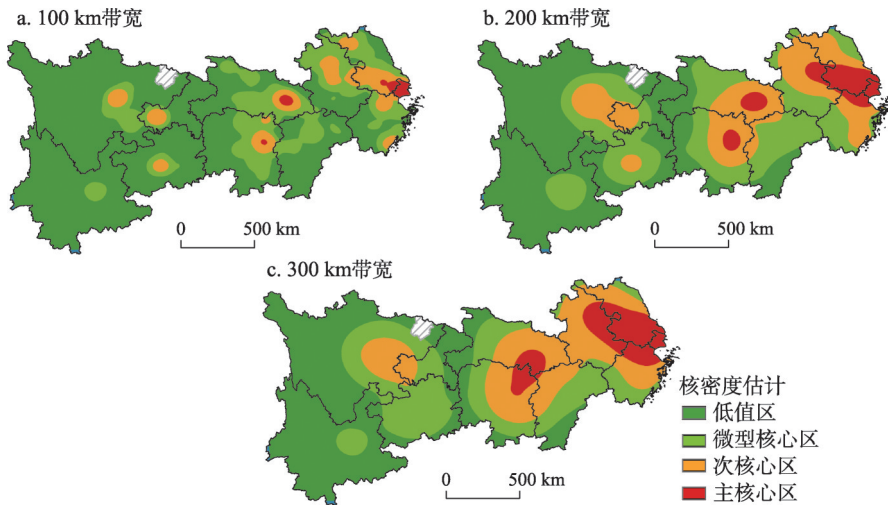 a. 100 km带宽
b. 200 km带宽
0 500 km
0 500 km
c. 300 km带宽
核密度估计
低值区
微型核心区
次核心区
主核心区
0 500 km